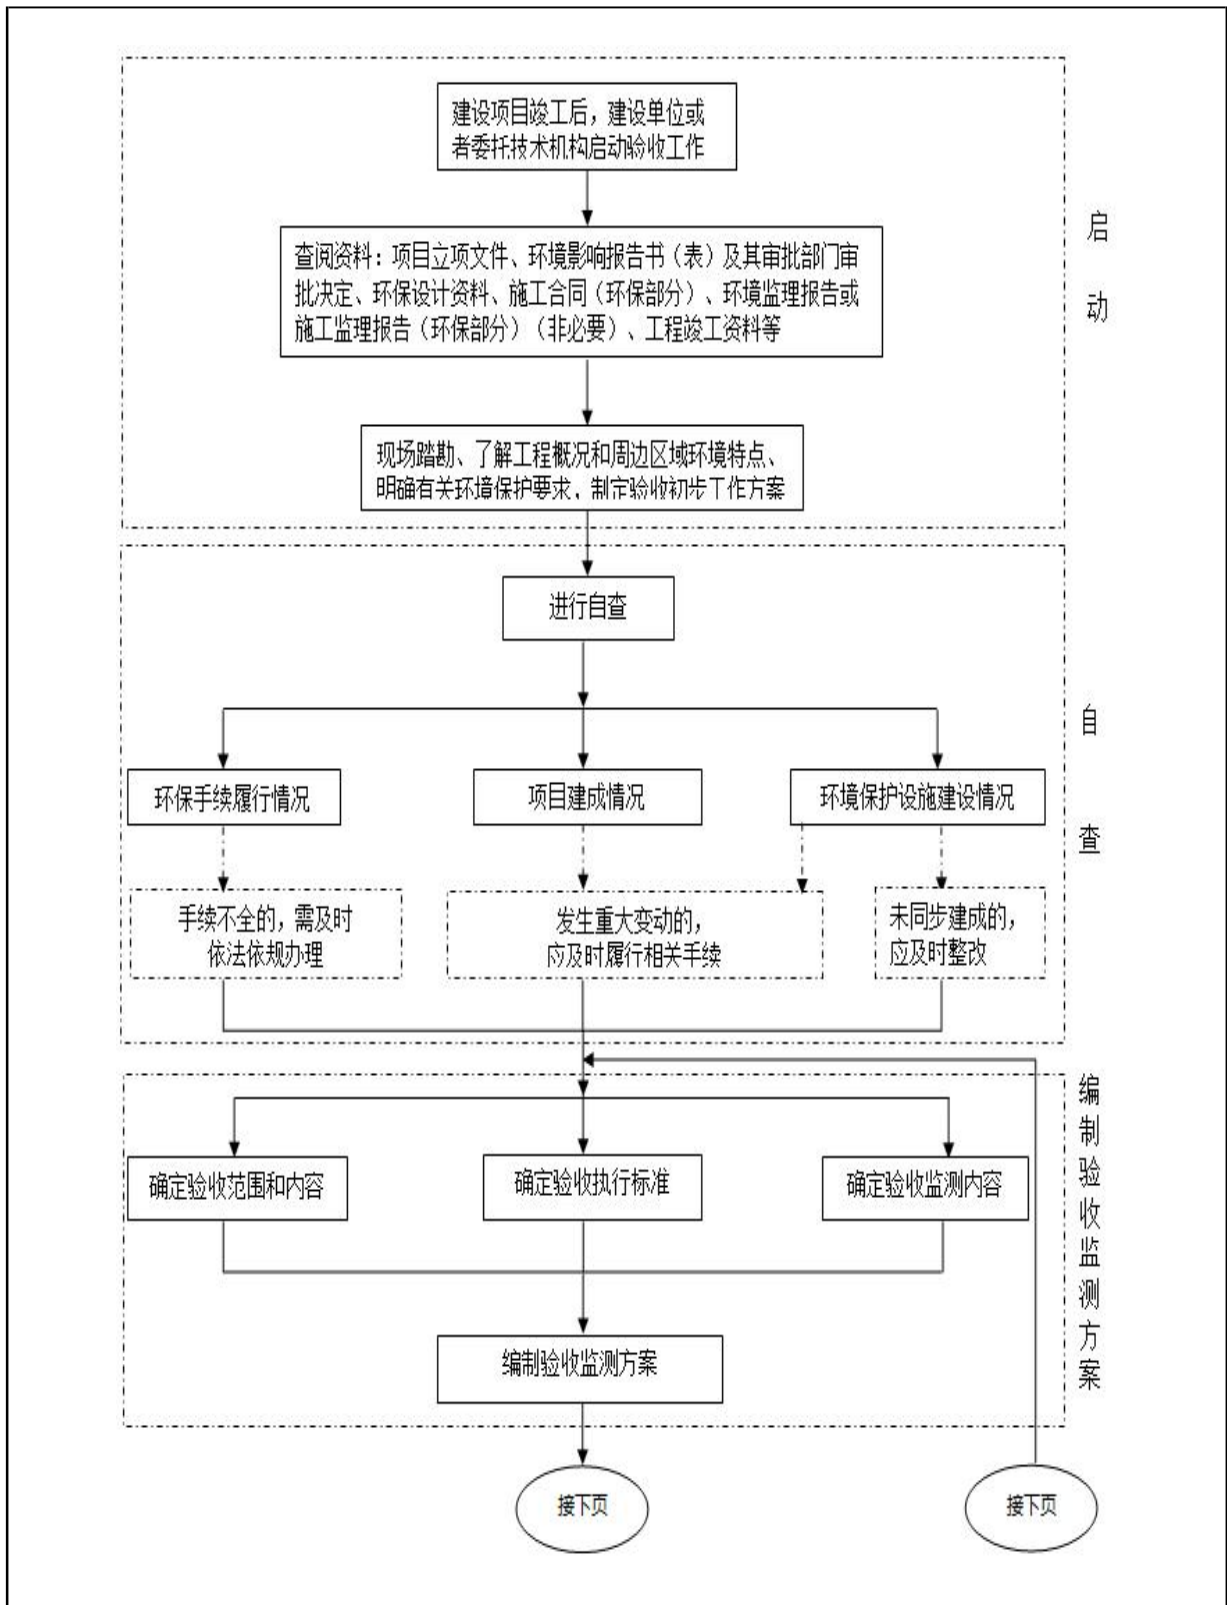 建设项目竣工后，建设单位或
者委托技术机构启动验收工作
查阅资料：项目立项文件、环境影响报告书（表）及其审批部门审
批决定、环保设计资料、施工合同（环保部分）、环境监理报告或
施工监理报告（环保部分）（非必要）、工程竣工资料等
现场踏勘、了解工程概况和周边区域环境特点、
明确有关环境保护要求，制定验收初步工作方案
启
动
进行自查
环保手续履行情况
项目建成情况
环境保护设施建设情况
手续不全的，需及时
依法依规办理
发生重大变动的，
应及时履行相关手续
未同步建成的，
应及时整改
自
查
确定验收范围和内容
确定验收执行标准
确定验收监测内容
编制验收监测方案
编
制
验
收
监
测
方
案
接下页
接下页